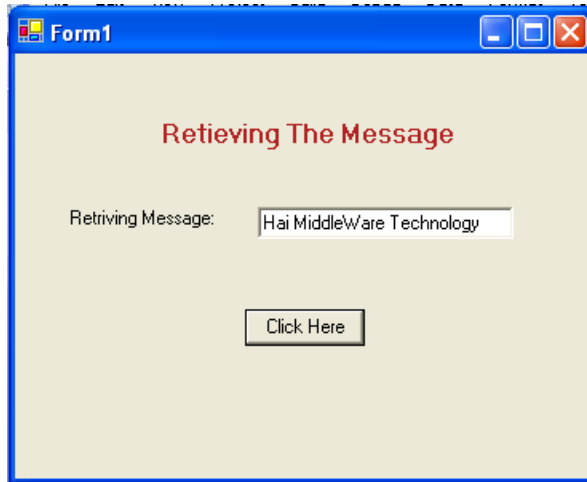 Form1
Retieving The Message
Retriving Message: Hai MiddleWare Technology
Click Here